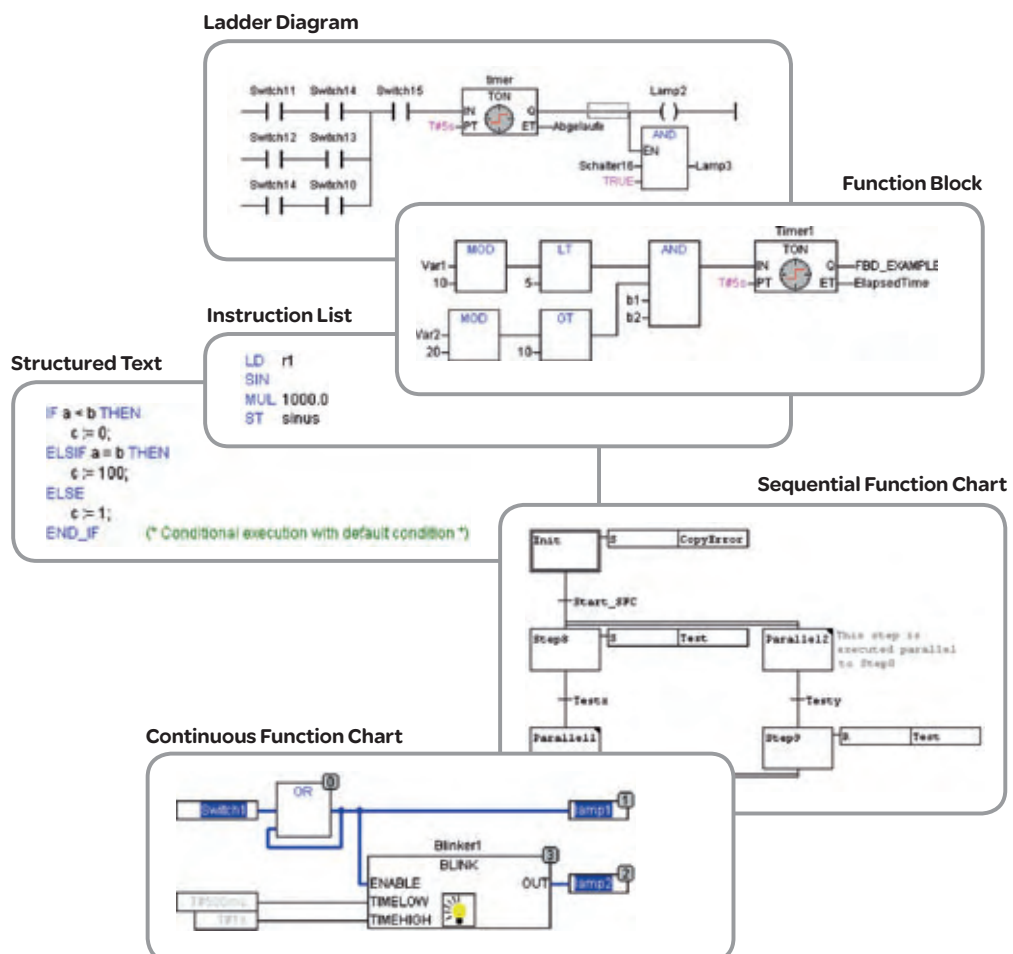 Ladder Diagram
timer
Switch11 Switch14 Switch15 TON Lamp2
IN Q
T#5s PT ET Abgelaufe
Switch12 Switch13 AND
EN
Schalter16 Lamp3
TRUE
Switch14 Switch10
Function Block
Timer1
MOD LT AND TON
Var1 IN Q FBD_EXAMPLE
10 5 T#5s PT ET ElapsedTime
b1
MOD GT b2
Var2
20 10
Instruction List
LD r1
SIN
MUL 1000.0
ST sinus
Structured Text
IF a < b THEN
c := 0;
ELSIF a = b THEN
c := 100;
ELSE
c := 1;
END_IF (* Conditional execution with default condition *)
Sequential Function Chart
Init S CopyError
Start_SFC
Step8 S Test Parallel2 This step is
executed parallel
to Step8
Testx Testy
Parallel1 Step9 R Test
Continuous Function Chart
OR 0
Switch1 lamp1 1
Blinker1
BLINK 3
ENABLE OUT lamp2 2
T#500ms TIMELOW
T#1s TIMEHIGH